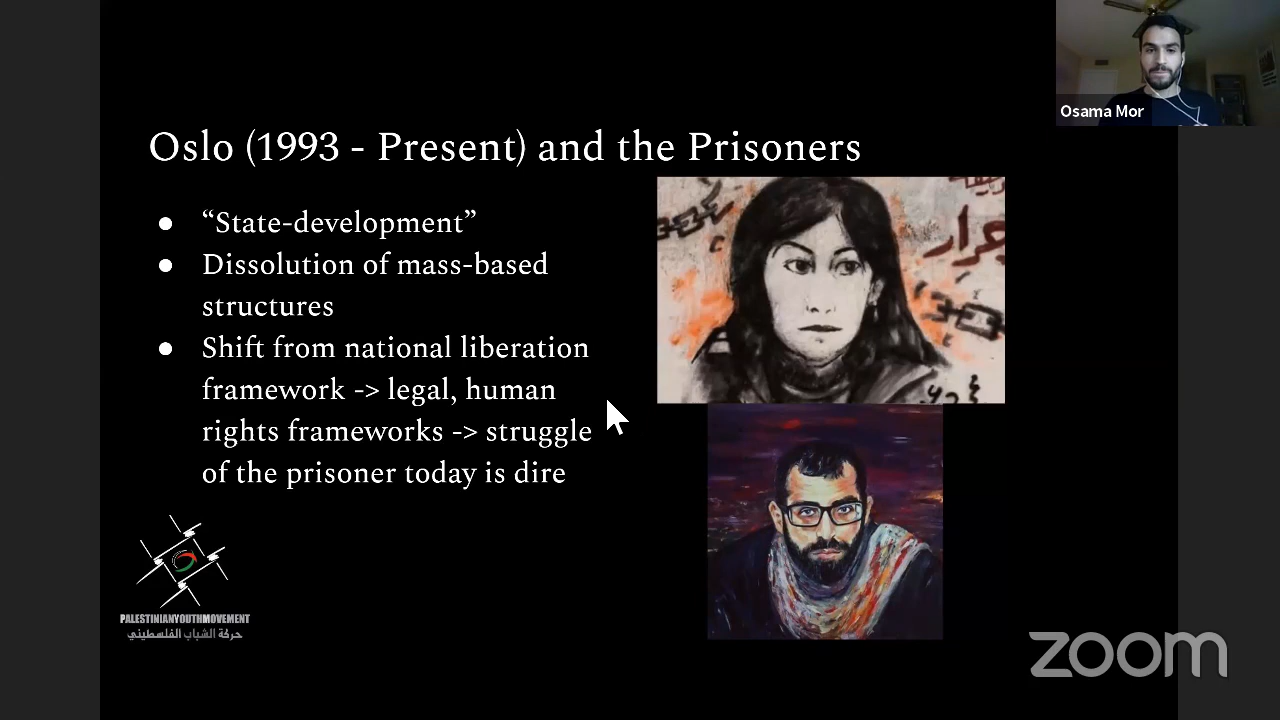 Osama Mor
Oslo (1993 - Present) and the Prisoners
● “State-development”
● Dissolution of mass-based
structures
● Shift from national liberation
framework -> legal, human
rights frameworks -> struggle
of the prisoner today is dire
PALESTINIANYOUTHMOVEMENT
حركة الشباب الفلسطيني
zoom